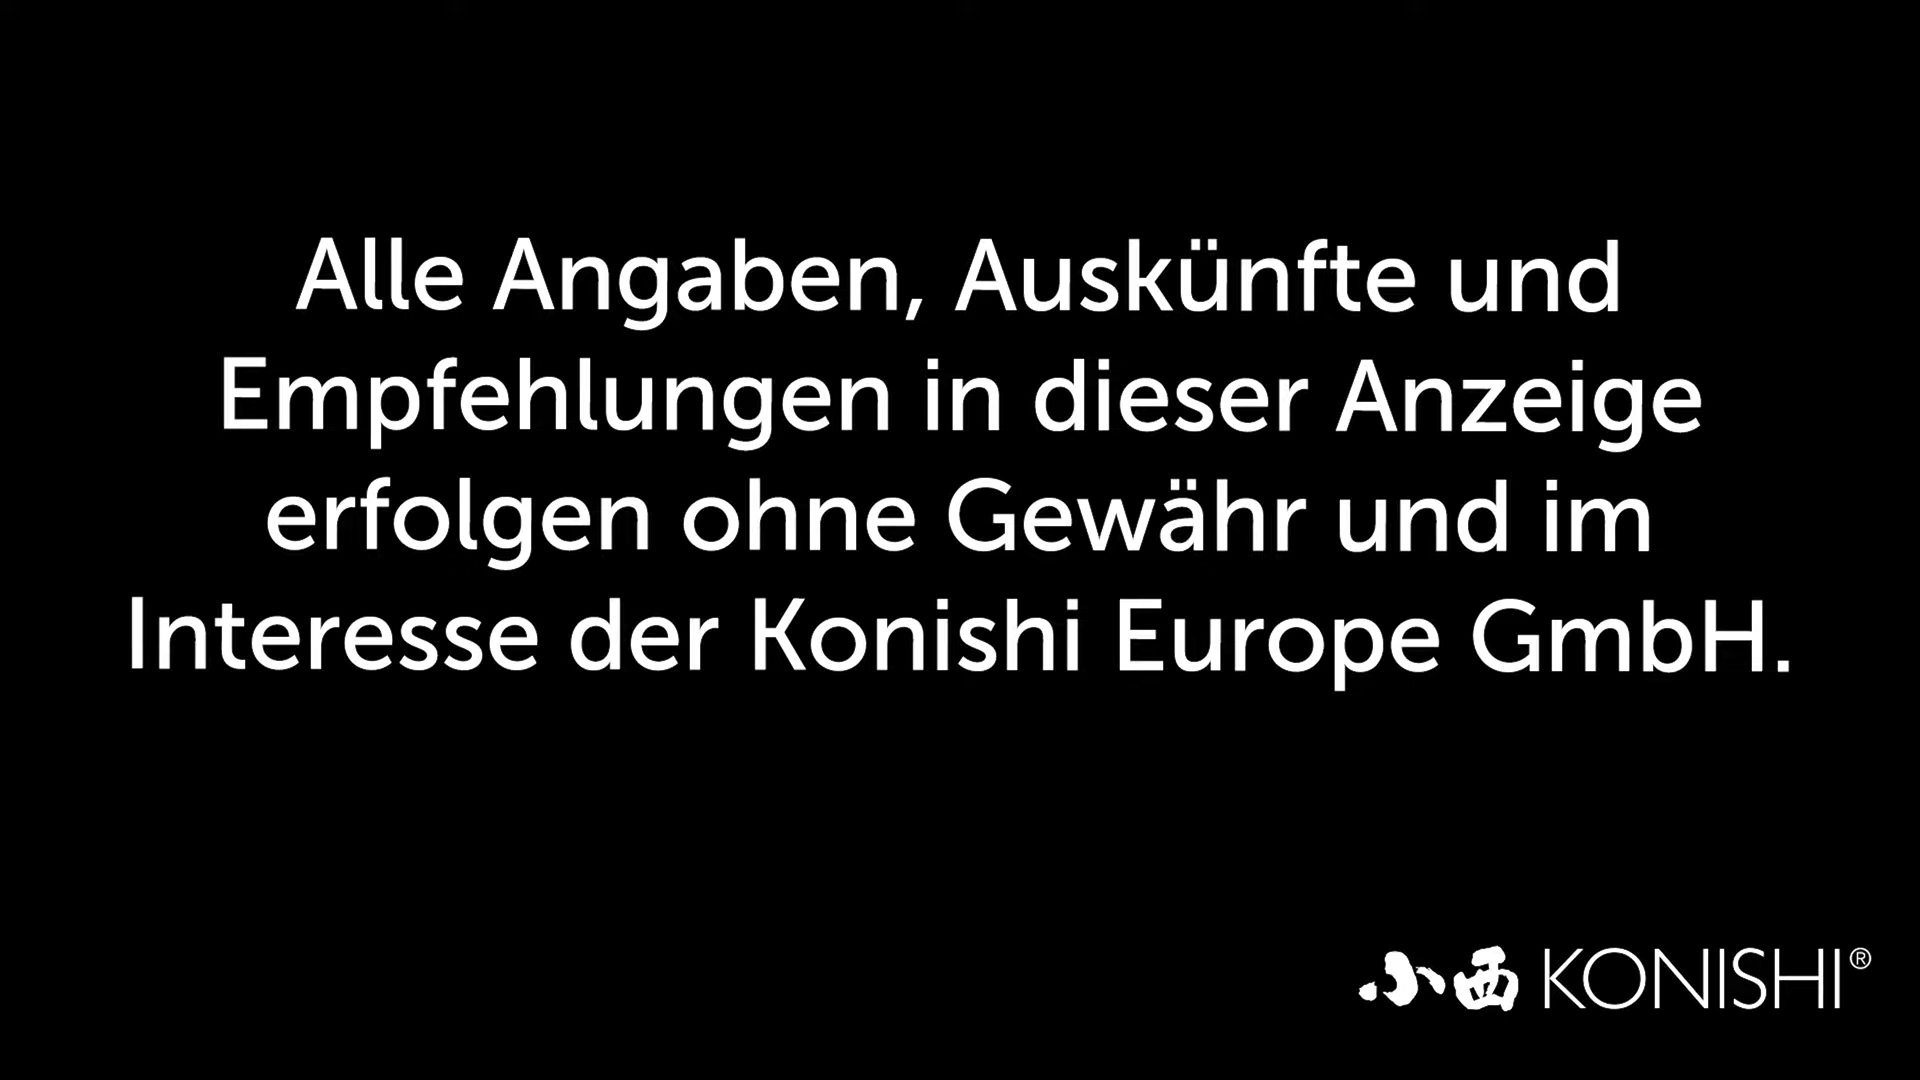 Alle Angaben, Auskünfte und
Empfehlungen in dieser Anzeige
erfolgen ohne Gewähr und im
Interesse der Konishi Europe GmbH.
小西 KONISHI®